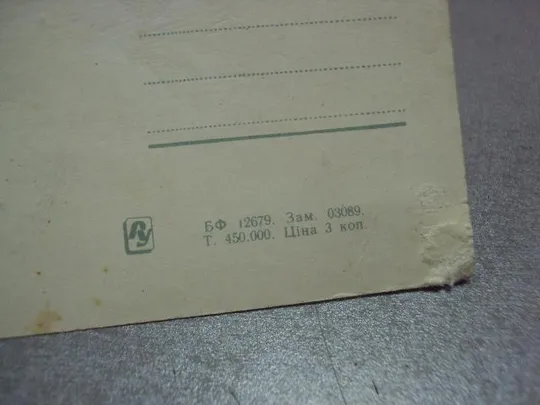 БФ 12679. Зам. 03089.
Т. 450.000. Ціна 3 коп.